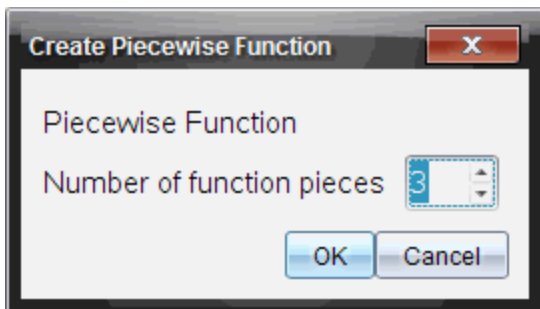 Create Piecewise Function
Piecewise Function
Number of function pieces 3
OK Cancel